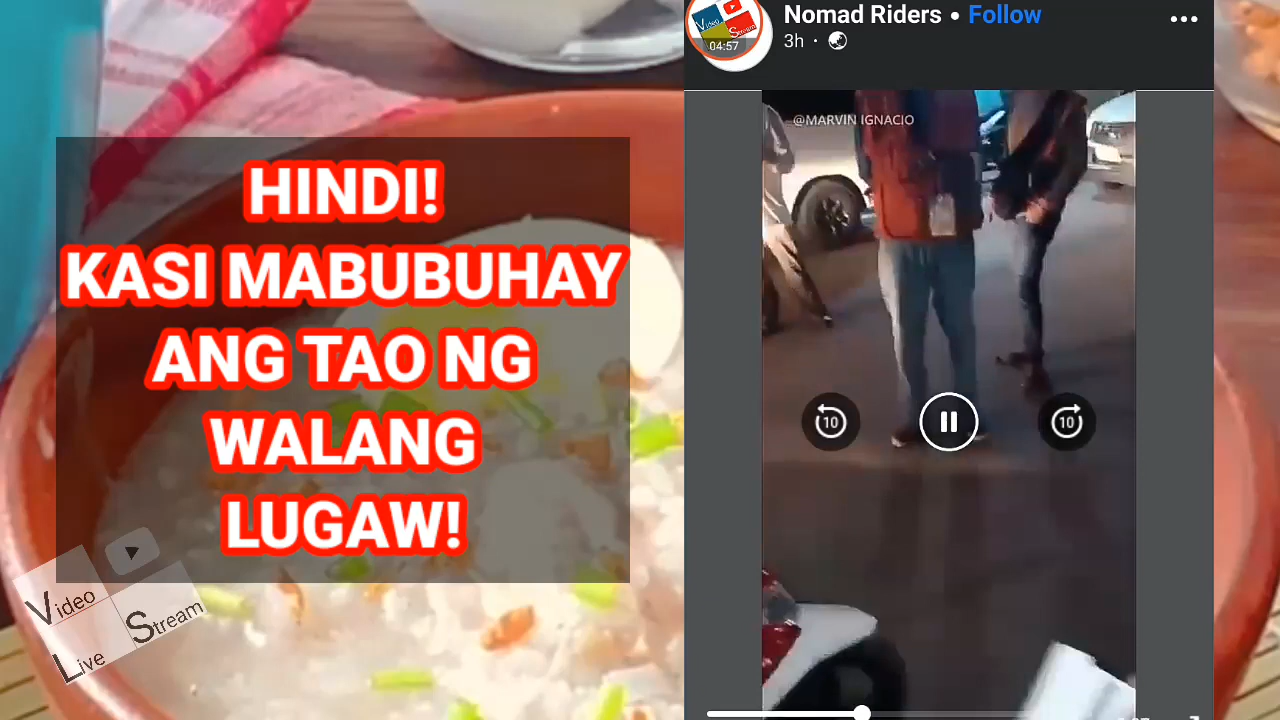 HINDI!
KASI MABUBUHAY
ANG TAO NG
WALANG
LUGAW!
Video
Stream
Live
Video
Stream
04:57
Nomad Riders • Follow
3h ·
@MARVIN IGNACIO
10
10